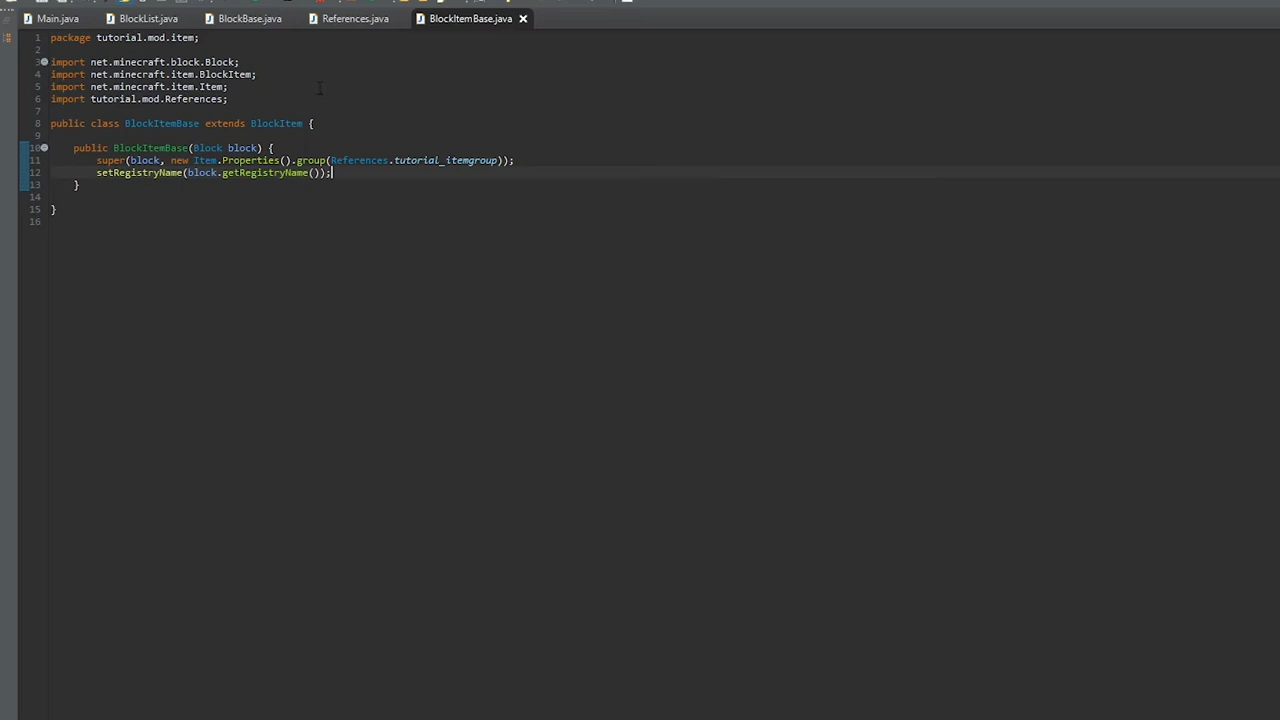 Main.java BlockList.java BlockBase.java References.java BlockItemBase.java
1 package tutorial.mod.item;
2
3 import net.minecraft.block.Block;
4 import net.minecraft.item.BlockItem;
5 import net.minecraft.item.Item;
6 import tutorial.mod.References;
7
8 public class BlockItemBase extends BlockItem {
9
10 public BlockItemBase(Block block) {
11 super(block, new Item.Properties().group(References.tutorial_itemgroup));
12 setRegistryName(block.getRegistryName());
13 }
14
15 }
16